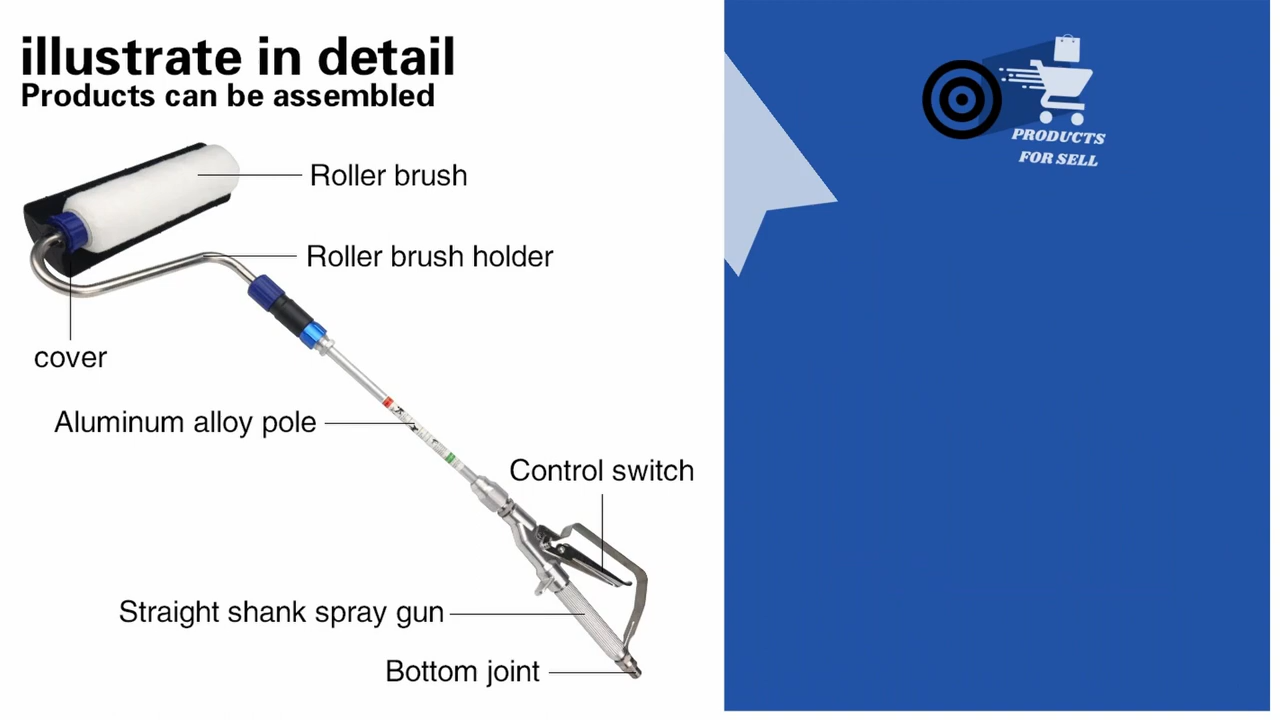 illustrate in detail
Products can be assembled
Roller brush
Roller brush holder
cover
Aluminum alloy pole
Control switch
Straight shank spray gun
Bottom joint
PRODUCTS
FOR SELL